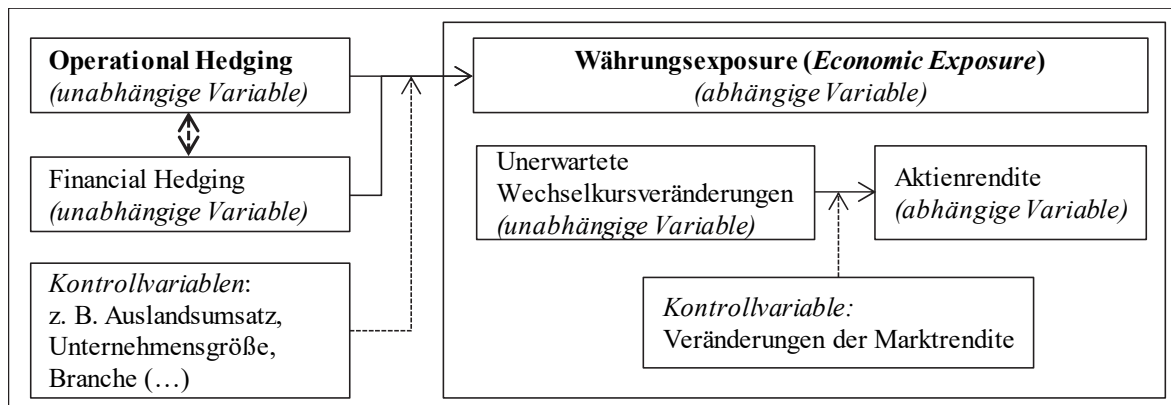 Operational Hedging
(unabhängige Variable)
Financial Hedging
(unabhängige Variable)
Kontrollvariablen:
z. B. Auslandsumsatz,
Unternehmensgröße,
Branche (…)
Währungsexposure (Economic Exposure)
(abhängige Variable)
Unerwartete
Wechselkursveränderungen
(unabhängige Variable)
Aktienrendite
(abhängige Variable)
Kontrollvariable:
Veränderungen der Marktrendite